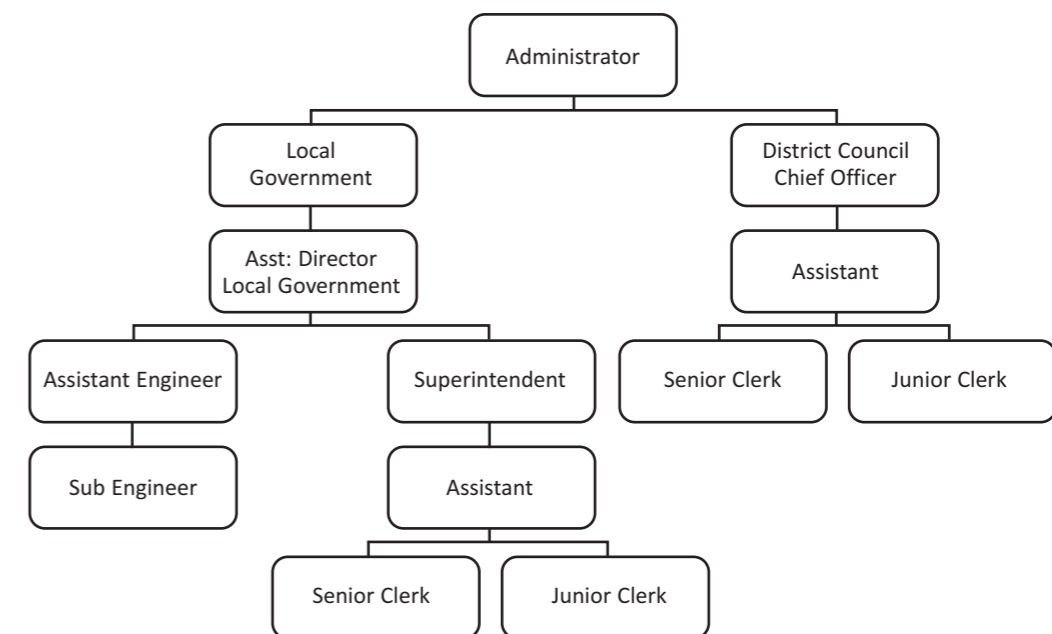 Administrator
Local
Government
District Council
Chief Officer
Asst: Director
Local Government
Assistant
Assistant Engineer
Superintendent
Senior Clerk
Junior Clerk
Sub Engineer
Assistant
Senior Clerk
Junior Clerk